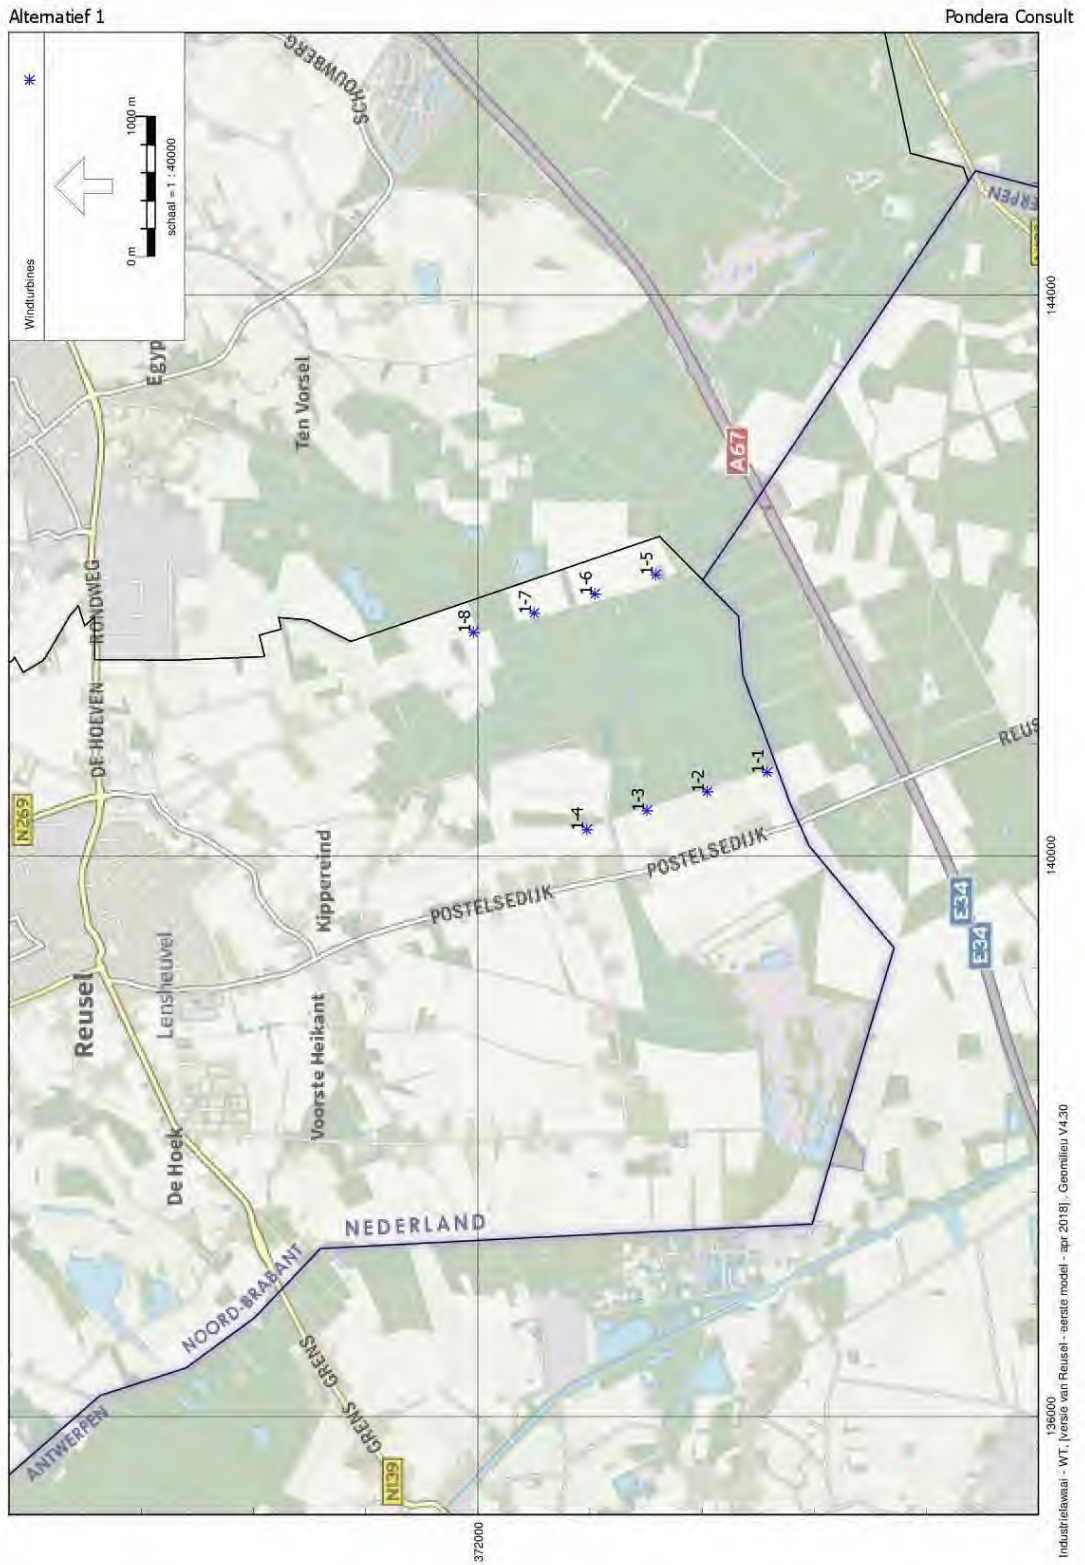 Alternatief 1
Pondera Consult
Windturbines
0 m
1000 m
schaal = 1 : 40000
SCHOUWBERG
Egyp
Ten Vorsel
RONDWEG
DE HOEVEN
N269
Reusel
Lensheuvel
Kippereind
Voorste Heikant
De Hoek
POSTELSEDIJK
POSTELSEDIJK
1-8
1-7
1-6
1-5
1-4
1-3
1-2
1-1
A67
E34
E34
REUS
ERPEN
NEDERLAND
NOORD-BRABANT
ANTWERPEN
GRENS
GRENS
N139
144000
140000
136000
372000
Industrielawaai - WT, [versie van Reusel - eerste model - apr 2018] , Geomilieu V4.30